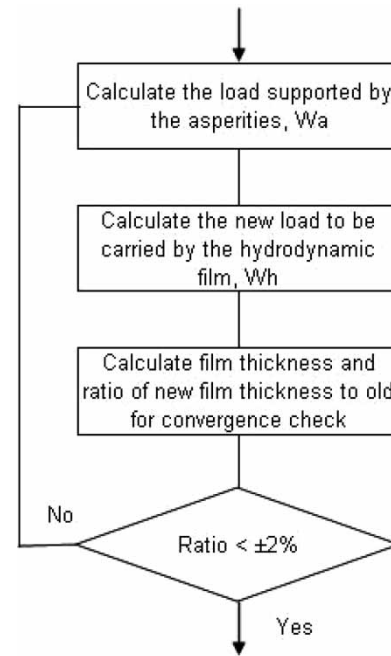 Calculate the load supported by
the asperities, Wa
Calculate the new load to be
carried by the hydrodynamic
film, Wh
Calculate film thickness and
ratio of new film thickness to old
for convergence check
No
Ratio < ±2%
Yes